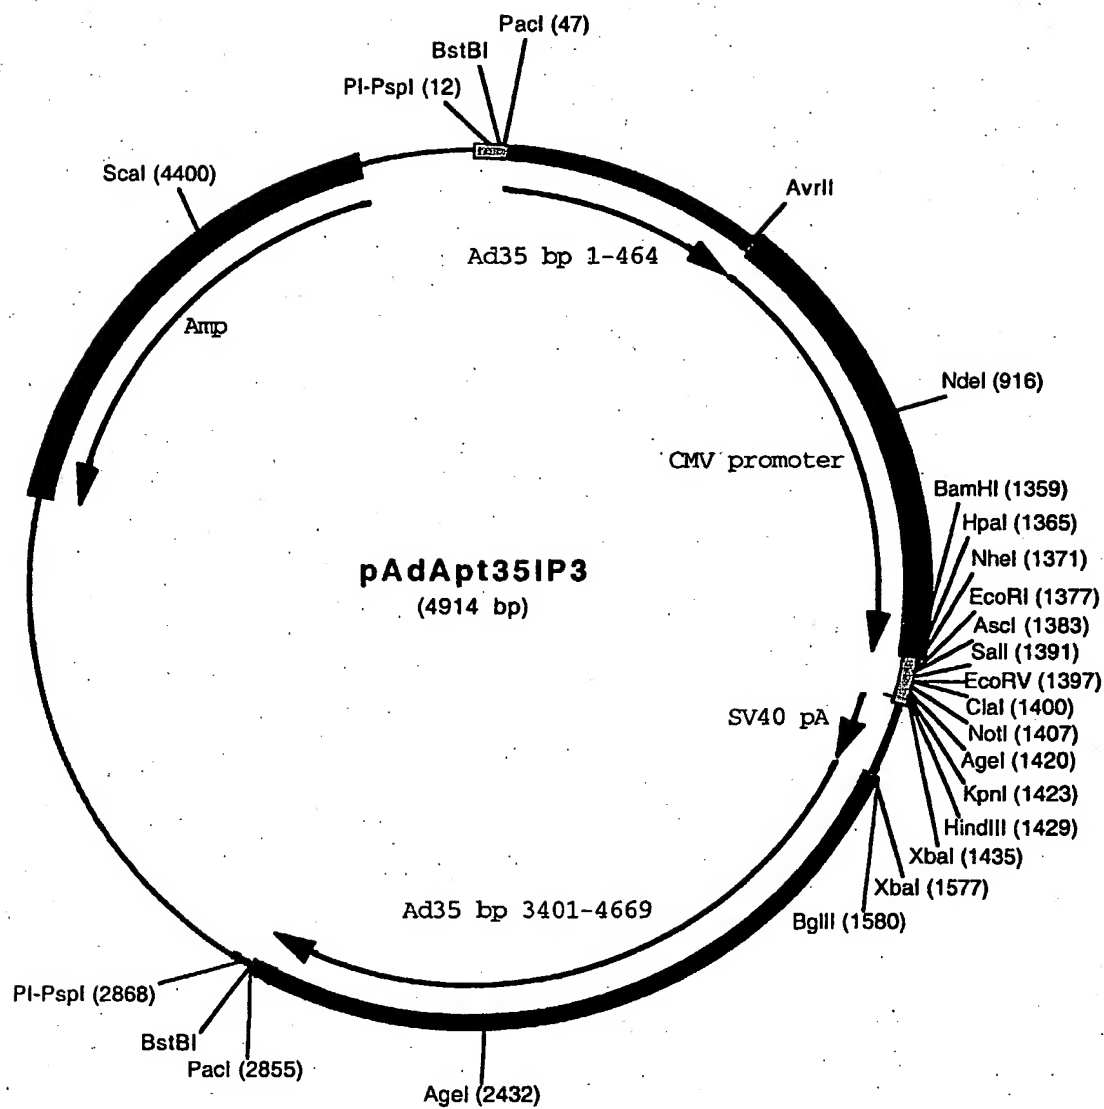 PacI (47)
BstBI
PI-PspI (12)
ScaI (4400)
AvrII
Ad35 bp 1-464
Amp
NdeI (916)
CMV promoter
BamHI (1359)
HpaI (1365)
NheI (1371)
EcoRI (1377)
AscI (1383)
SalI (1391)
EcoRV (1397)
ClaI (1400)
NotI (1407)
AgeI (1420)
KpnI (1423)
HindIII (1429)
XbaI (1435)
XbaI (1577)
BglII (1580)
pAdApt35IP3
(4914 bp)
SV40 pA
Ad35 bp 3401-4669
PI-PspI (2868)
BstBI
PacI (2855)
AgeI (2432)